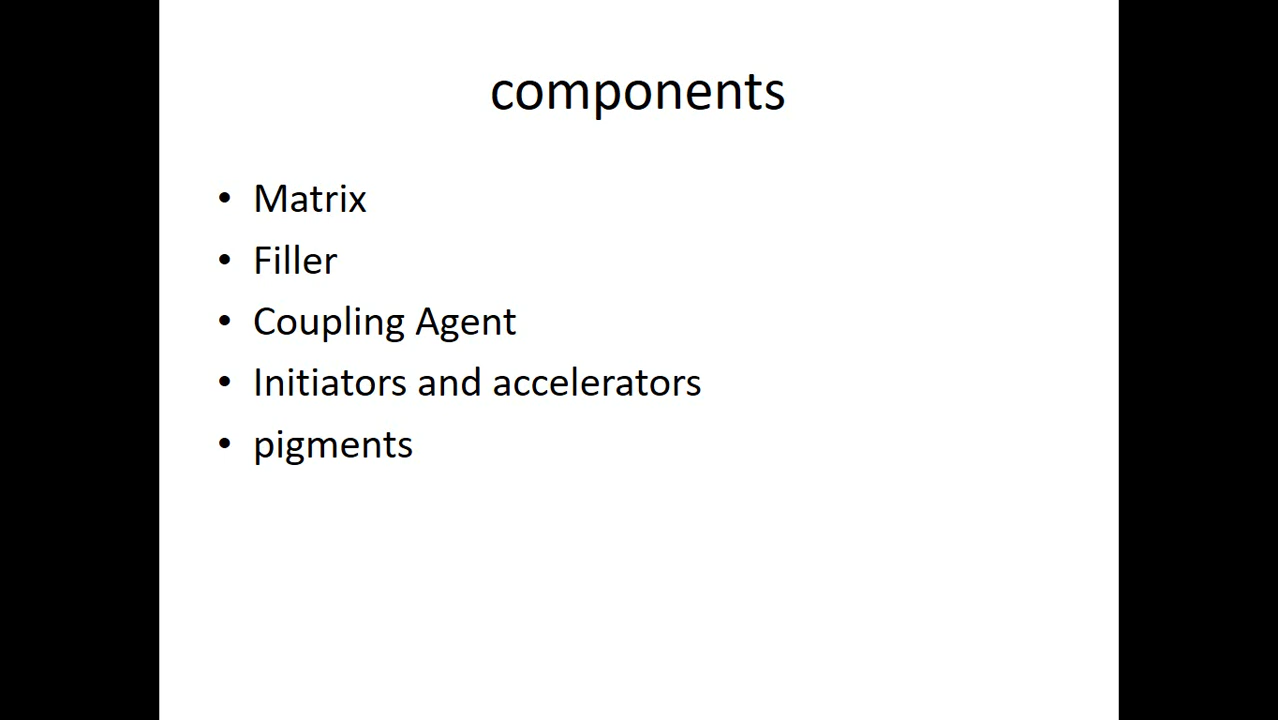 components
• Matrix
• Filler
• Coupling Agent
• Initiators and accelerators
• pigments